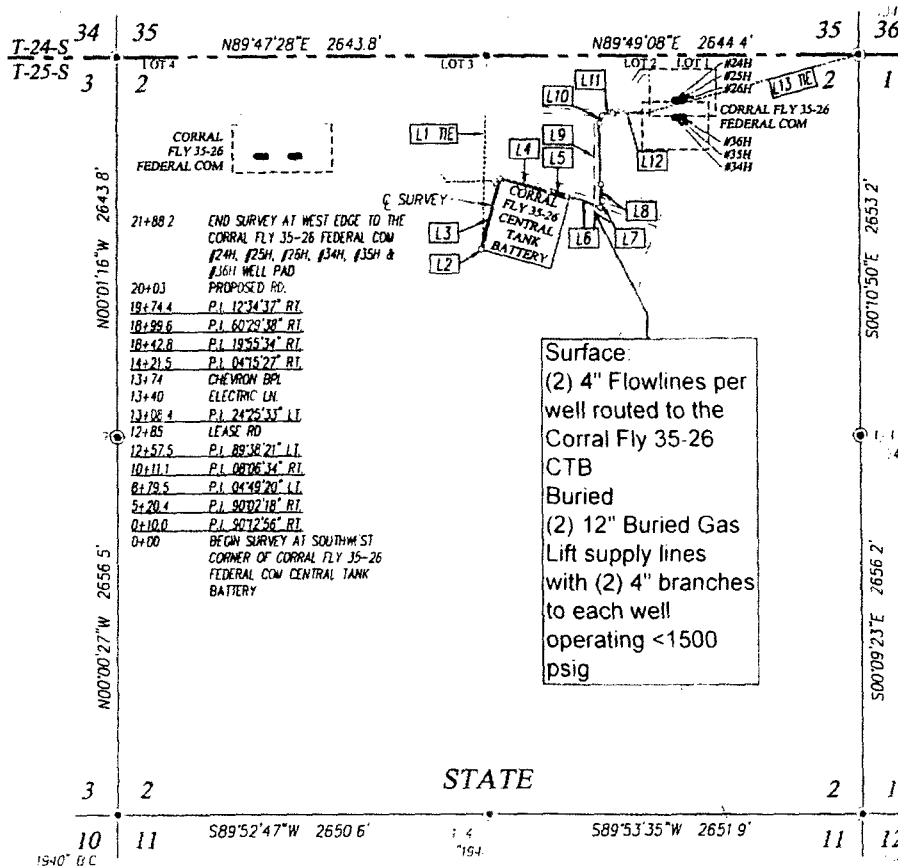 34 35
N89°47'28"E 2643.8'
N89°49'08"E 2644.4'
35 36
T-24-S
T-25-S
3 2
LOT 4
LOT 3
LOT 2
LOT 1
2 1
#24H
#25H
#26H
L13 TIE
CORRAL FLY 35-26
FEDERAL COM
#36H
#35H
#34H
L11
L10
L9
L12
L1 TIE
L4
L5
L8
L7
L6
L3
L2
CORRAL
FLY 35-26
FEDERAL COM
℄ SURVEY
CORRAL
FLY 35-26
CENTRAL
TANK
BATTERY
N00°01'16"W 2643.8'
S00°10'50"E 2653.2'
21+88.2 END SURVEY AT WEST EDGE TO THE
CORRAL FLY 35-26 FEDERAL COM
#24H, #25H, #26H, #34H, #35H &
#36H WELL PAD
20+03 PROPOSED RD.
19+74.4 P.I. 12°34'37" RT.
18+99.6 P.I. 60°29'38" RT.
18+42.8 P.I. 19°55'34" RT.
14+21.5 P.I. 04°15'27" RT.
13+74 CHEVRON BPL
13+40 ELECTRIC LN.
13+08.4 P.I. 24°25'33" LT.
12+85 LEASE RD
12+57.5 P.I. 89°38'21" LT.
10+11.1 P.I. 08°06'34" RT.
8+79.5 P.I. 04°49'20" LT.
5+20.4 P.I. 90°02'18" RT.
0+10.0 P.I. 90°12'56" RT.
0+00 BEGIN SURVEY AT SOUTHWEST
CORNER OF CORRAL FLY 35-26
FEDERAL COM CENTRAL TANK
BATTERY
Surface:
(2) 4" Flowlines per
well routed to the
Corral Fly 35-26
CTB
Buried
(2) 12" Buried Gas
Lift supply lines
with (2) 4" branches
to each well
operating <1500
psig
N00°00'27"W 2656.5'
S00°09'23"E 2656.2'
STATE
3 2
2 1
10 11
S89°52'47"W 2650.6'
S89°53'35"W 2651.9'
11 12